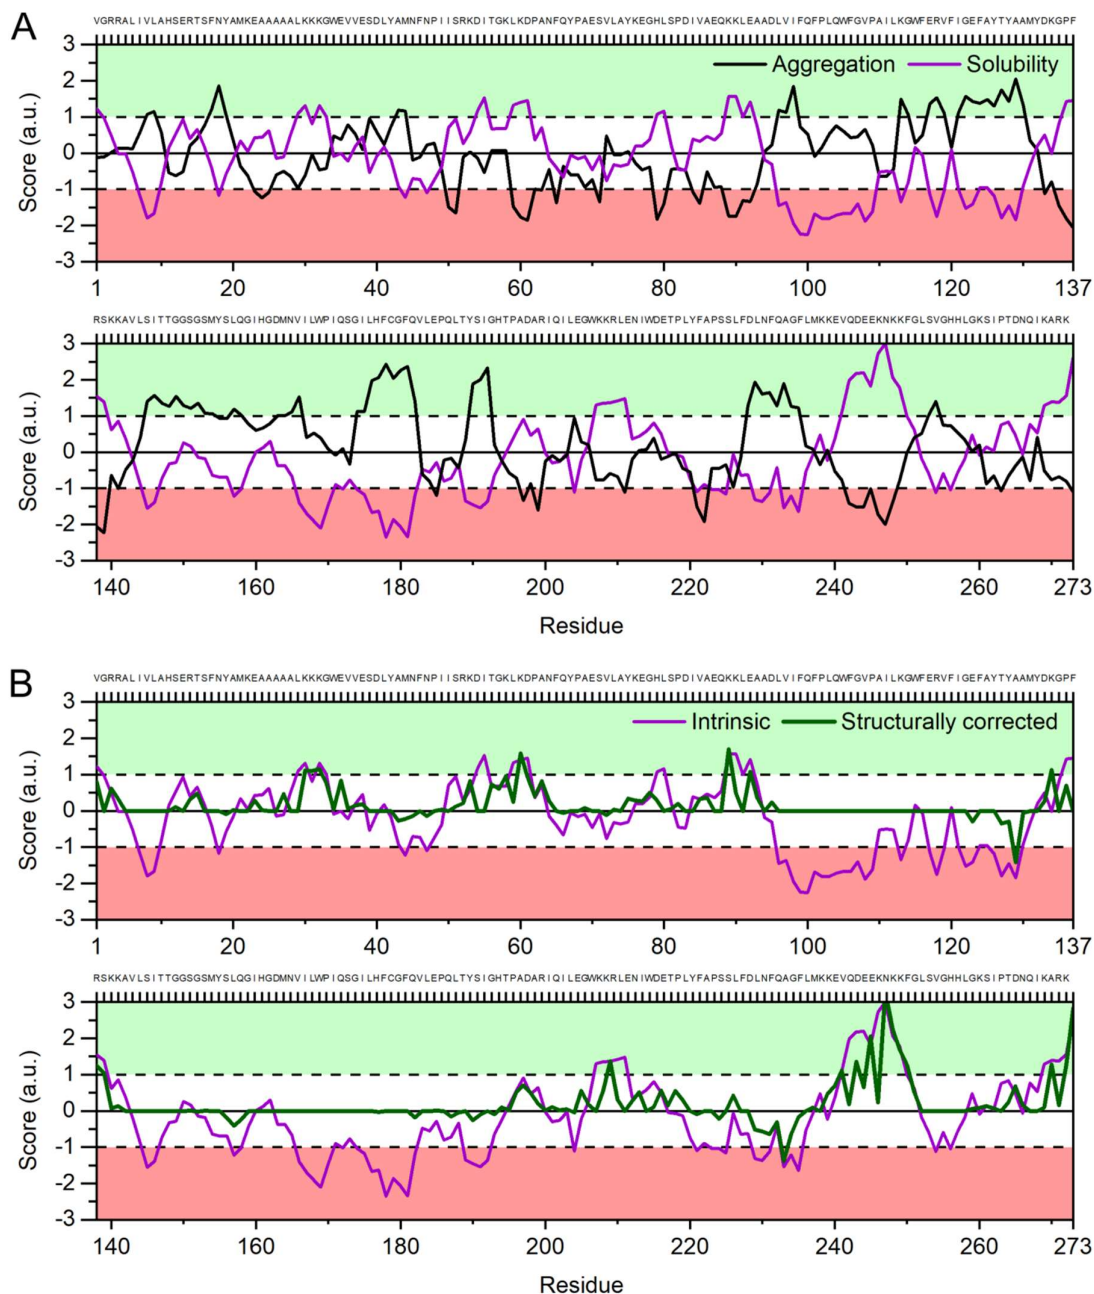 A
VGRRALIVLAHSERTSFNYAMKEAAAAALKKKGWEVVESDLYAMNFNPIISRKDITGKLKDPANFQYPAESVLAYKEGHLSPDIVAEQKKLEAADLVIFQFPLQWFGVPAILKGWFERVFIGEFAYTYAAMYDKGPF
3
Aggregation Solubility
2
1
0
-1
-2
-3
Score (a.u.)
1 20 40 60 80 100 120 137
RSKKAVLSITTGGSGSMYSLQGIHGDMNVILWPIQSGILHFCGFQVLEPQLTYSIGHTPADARIQILEGWKKRLENIWDETPLYFAPSSLFDLNFQAGFLMKKEVQDEEKNKKFGLSVGHHLGKSIPTDNQIKARK
3
2
1
0
-1
-2
-3
Score (a.u.)
140 160 180 200 220 240 260 273
Residue
B
VGRRALIVLAHSERTSFNYAMKEAAAAALKKKGWEVVESDLYAMNFNPIISRKDITGKLKDPANFQYPAESVLAYKEGHLSPDIVAEQKKLEAADLVIFQFPLQWFGVPAILKGWFERVFIGEFAYTYAAMYDKGPF
3
Intrinsic Structurally corrected
2
1
0
-1
-2
-3
Score (a.u.)
1 20 40 60 80 100 120 137
RSKKAVLSITTGGSGSMYSLQGIHGDMNVILWPIQSGILHFCGFQVLEPQLTYSIGHTPADARIQILEGWKKRLENIWDETPLYFAPSSLFDLNFQAGFLMKKEVQDEEKNKKFGLSVGHHLGKSIPTDNQIKARK
3
2
1
0
-1
-2
-3
Score (a.u.)
140 160 180 200 220 240 260 273
Residue